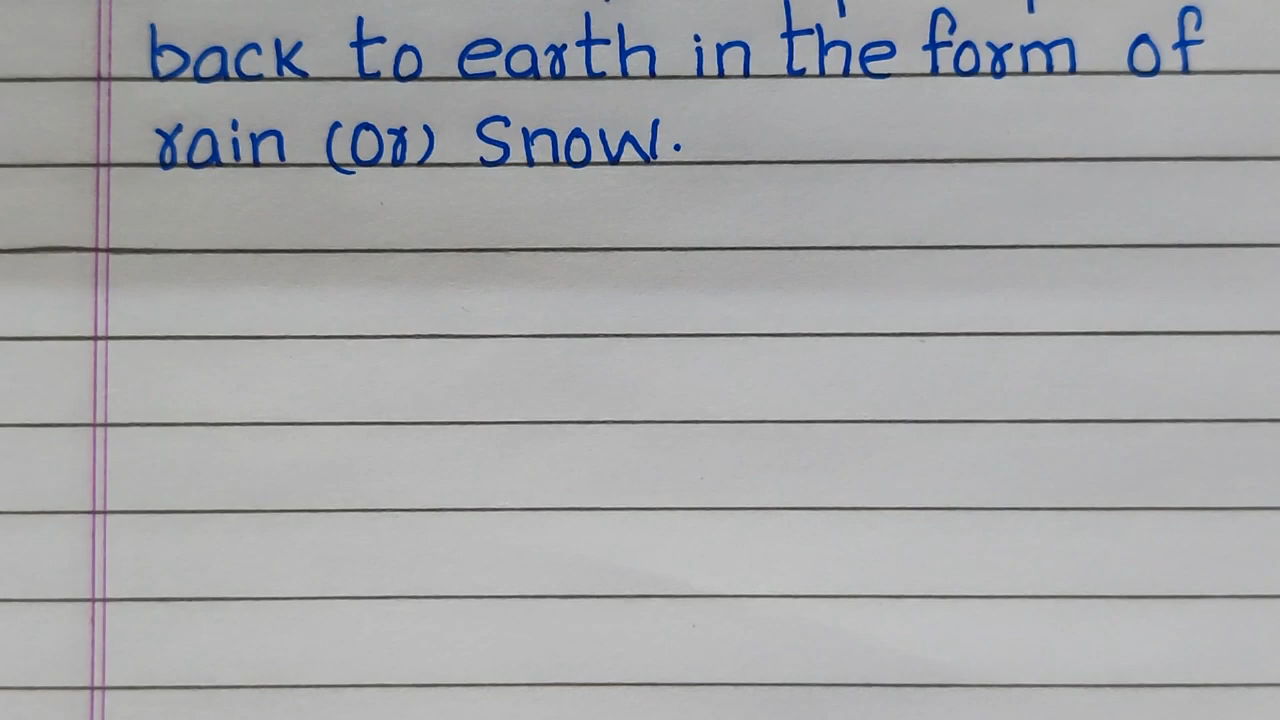 back to earth in the form of
rain (Or) Snow.